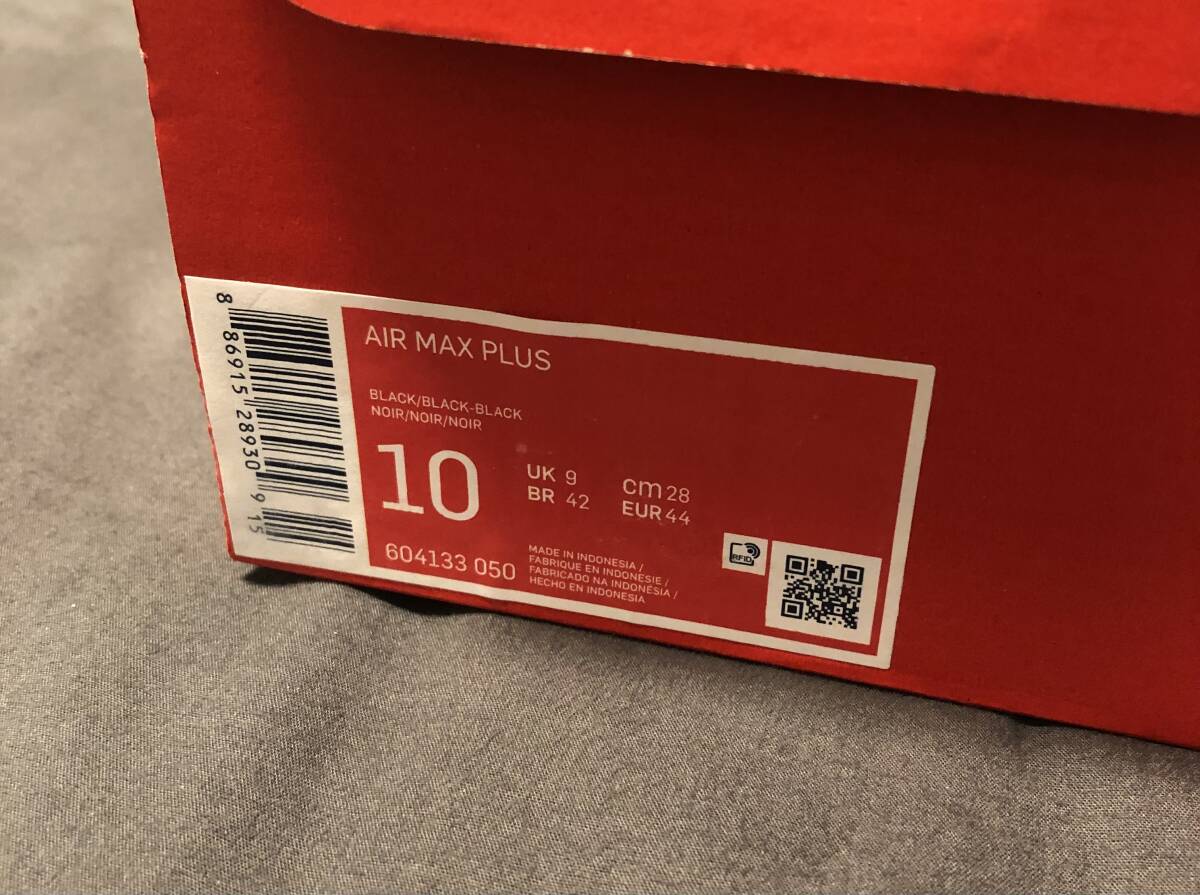 8 86915 28930 9 15
AIR MAX PLUS
BLACK/BLACK-BLACK
NOIR/NOIR/NOIR
10
UK 9
BR 42
cm 28
EUR 44
604133 050
MADE IN INDONESIA /
FABRIQUE EN INDONESIE /
FABRICADO NA INDONÉSIA /
HECHO EN INDONESIA
RFID